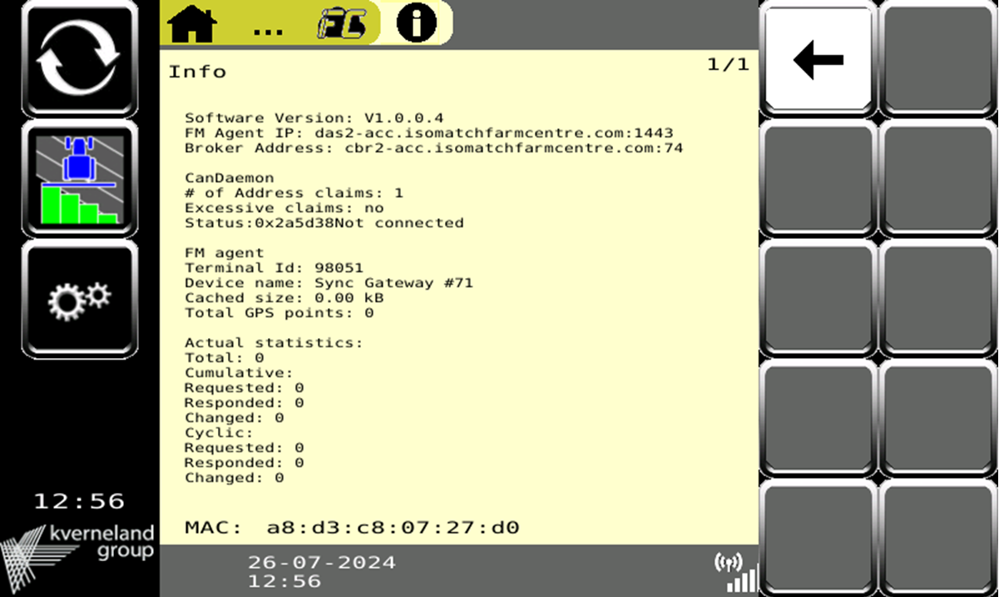 ... FC i
Info
1/1
Software Version: V1.0.0.4
FM Agent IP: das2-acc.isomatchfarmcentre.com:1443
Broker Address: cbr2-acc.isomatchfarmcentre.com:74
CanDaemon
# of Address claims: 1
Excessive claims: no
Status:0x2a5d38Not connected
FM agent
Terminal Id: 98051
Device name: Sync Gateway #71
Cached size: 0.00 kB
Total GPS points: 0
Actual statistics:
Total: 0
Cumulative:
Requested: 0
Responded: 0
Changed: 0
Cyclic:
Requested: 0
Responded: 0
Changed: 0
MAC: a8:d3:c8:07:27:d0
12:56
kverneland
group
26-07-2024
12:56